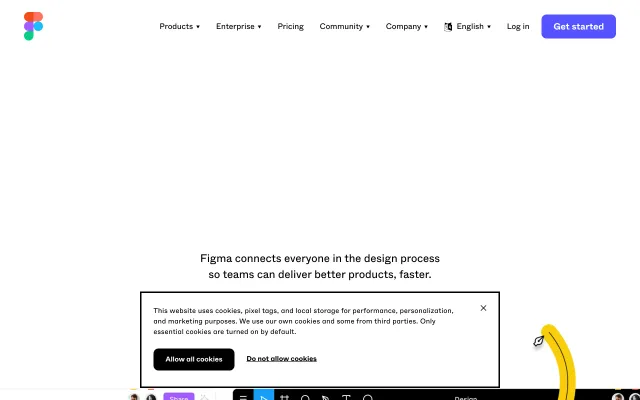 Products ▾ Enterprise ▾ Pricing Community ▾ Company ▾ English ▾ Log in Get started
Figma connects everyone in the design process
so teams can deliver better products, faster.
This website uses cookies, pixel tags, and local storage for performance, personalization,
and marketing purposes. We use our own cookies and some from third parties. Only
essential cookies are turned on by default.
Allow all cookies Do not allow cookies
Share Design